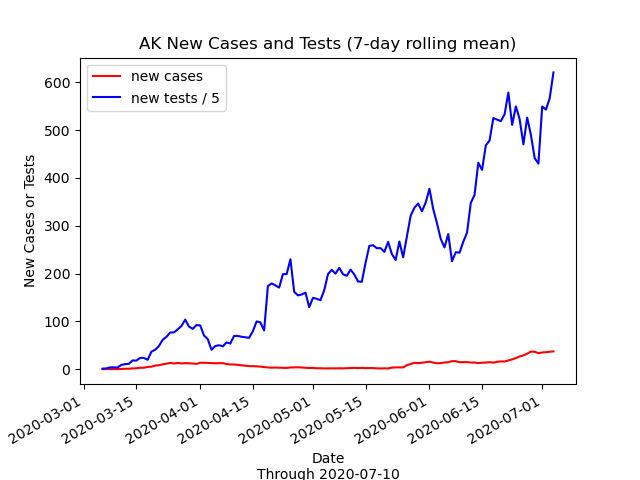 AK New Cases and Tests (7-day rolling mean)
new cases
new tests / 5
New Cases or Tests
600
500
400
300
200
100
0
2020-03-01
2020-03-15
2020-04-01
2020-04-15
2020-05-01
2020-05-15
2020-06-01
2020-06-15
2020-07-01
Date
Through 2020-07-10